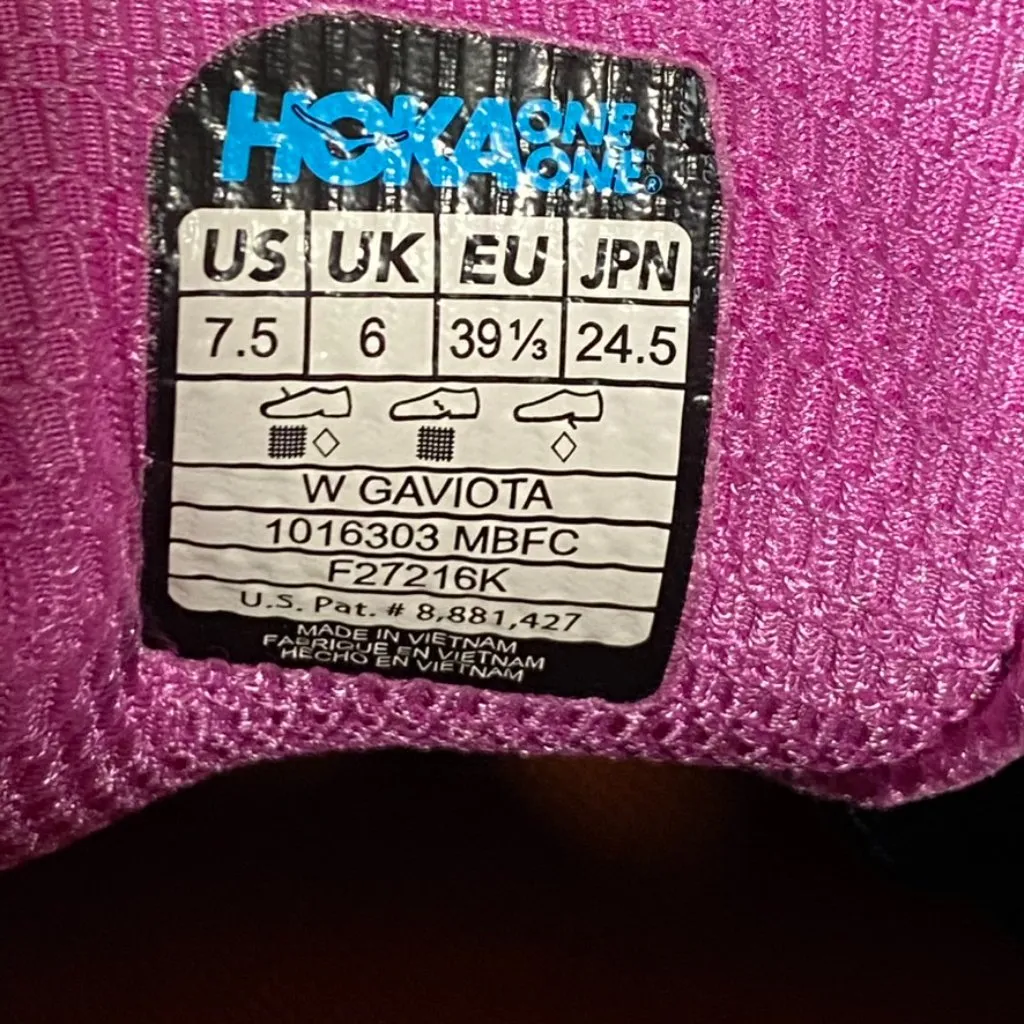 HOKA ONE ONE®
US UK EU JPN
7.5 6 39⅓ 24.5
W GAVIOTA
1016303 MBFC
F27216K
U.S. Pat. # 8,881,427
MADE IN VIETNAM
FABRIQUE EN VIETNAM
HECHO EN VIETNAM